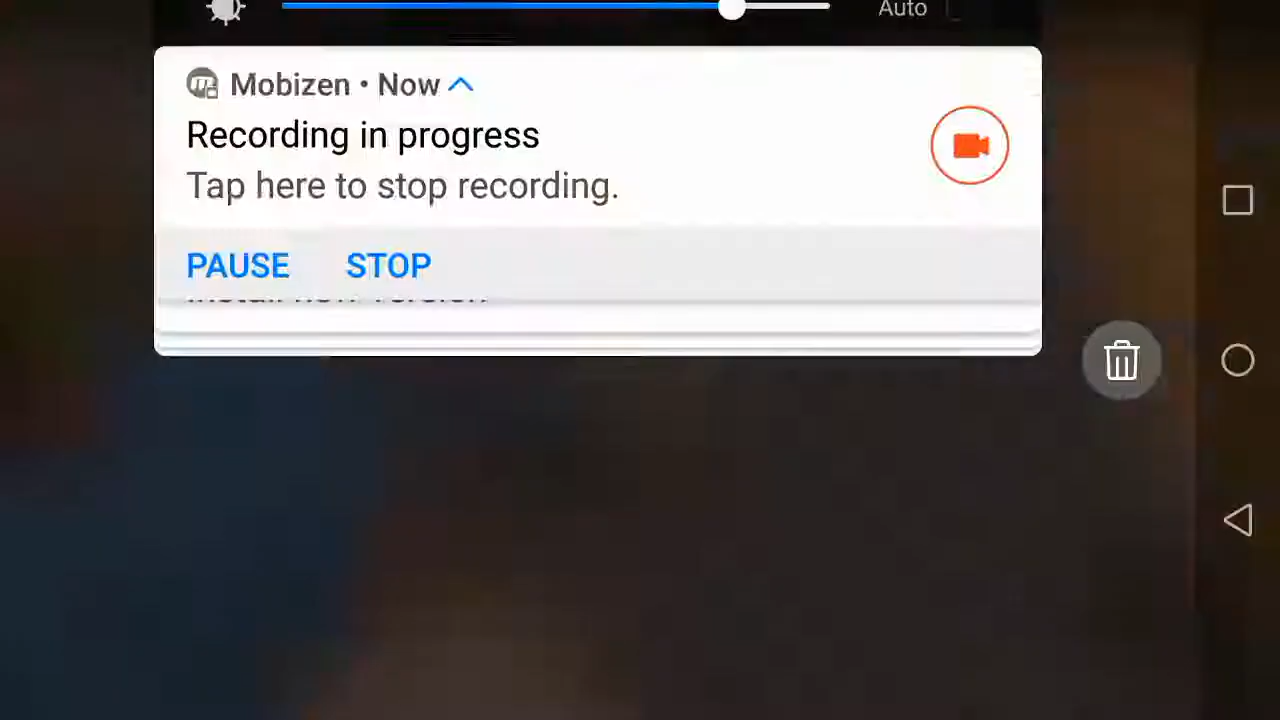 Auto
Mobizen • Now
Recording in progress
Tap here to stop recording.
PAUSE STOP